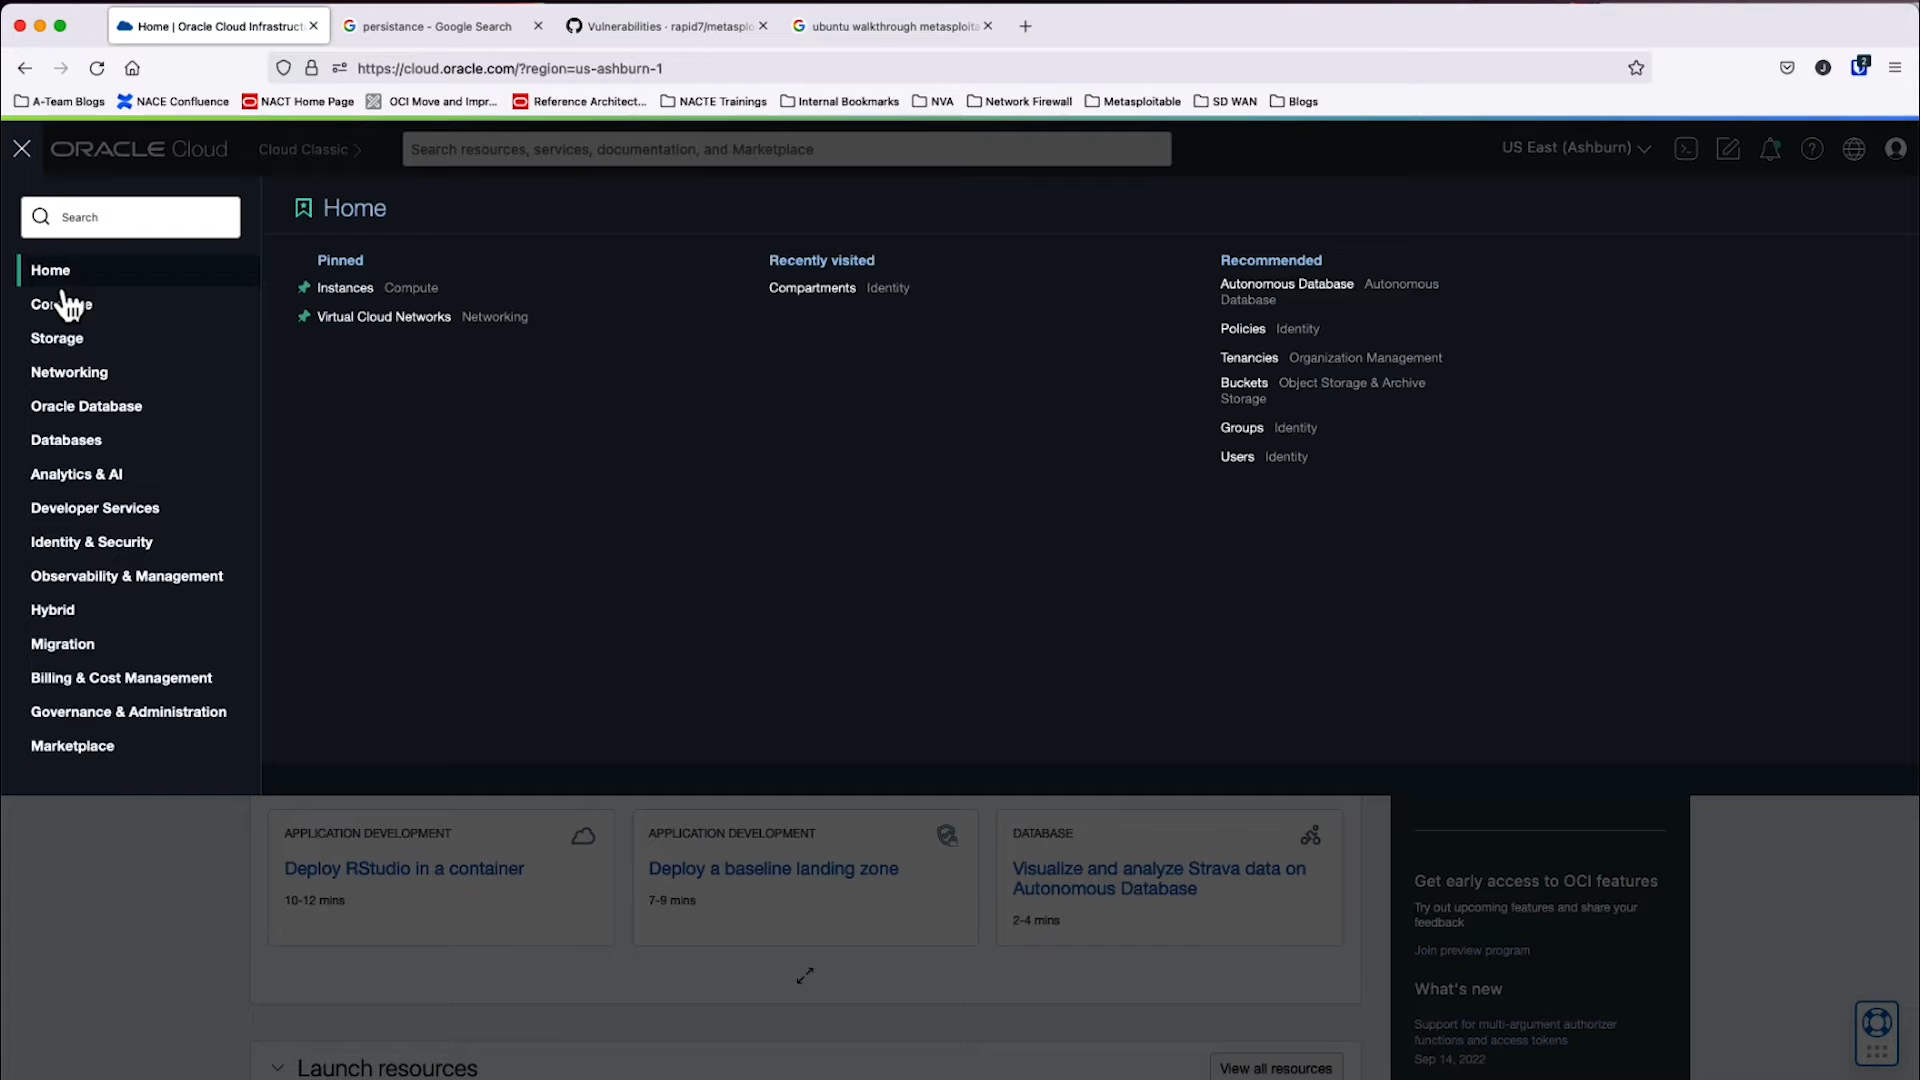 Home | Oracle Cloud Infrastruct
persistance - Google Search
Vulnerabilities · rapid7/metasplo
ubuntu walkthrough metasploita
https://cloud.oracle.com/?region=us-ashburn-1
A-Team Blogs
NACE Confluence
NACT Home Page
OCI Move and Impr...
Reference Architect...
NACTE Trainings
Internal Bookmarks
NVA
Network Firewall
Metasploitable
SD WAN
Blogs
ORACLE Cloud
Cloud Classic
Search resources, services, documentation, and Marketplace
US East (Ashburn)
Search
Home
Storage
Networking
Oracle Database
Databases
Analytics & AI
Developer Services
Identity & Security
Observability & Management
Hybrid
Migration
Billing & Cost Management
Governance & Administration
Marketplace
Home
Pinned
Instances Compute
Virtual Cloud Networks Networking
Recently visited
Compartments Identity
Recommended
Autonomous Database Autonomous
Database
Policies Identity
Tenancies Organization Management
Buckets Object Storage & Archive
Storage
Groups Identity
Users Identity
APPLICATION DEVELOPMENT
Deploy RStudio in a container
10-12 mins
APPLICATION DEVELOPMENT
Deploy a baseline landing zone
7-9 mins
DATABASE
Visualize and analyze Strava data on
Autonomous Database
2-4 mins
Launch resources
View all resources
Get early access to OCI features
Try out upcoming features and share your
feedback
Join preview program
What's new
Support for multi-argument authorizer
functions and access tokens
Sep 14, 2022
2
J